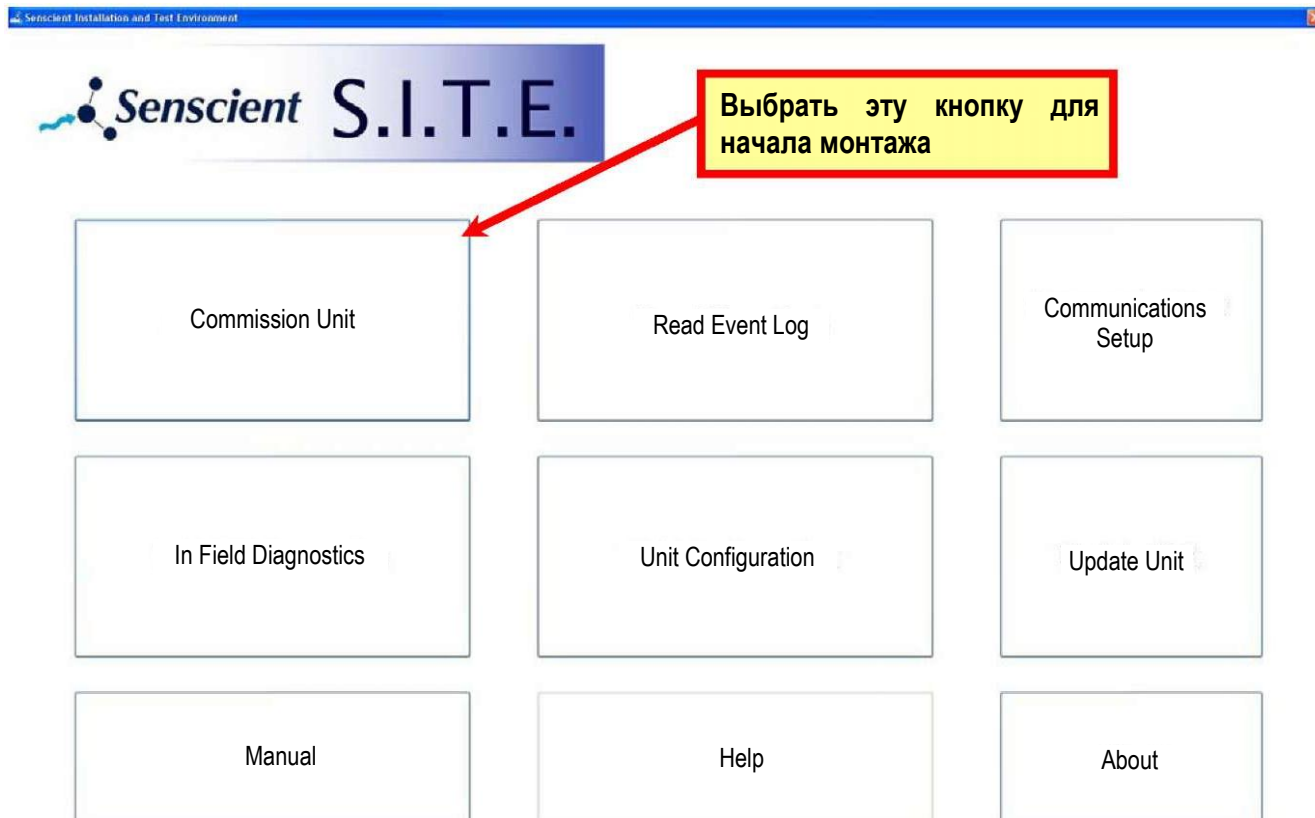 Senscient Installation and Test Environment
Senscient S.I.T.E.
Выбрать эту кнопку для
начала монтажа
Commission Unit
Read Event Log
Communications
Setup
In Field Diagnostics
Unit Configuration
Update Unit
Manual
Help
About